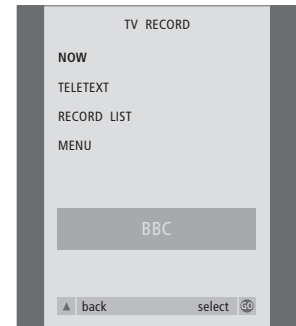 TV RECORD
NOW
TELETEXT
RECORD LIST
MENU
BBC
back select GO